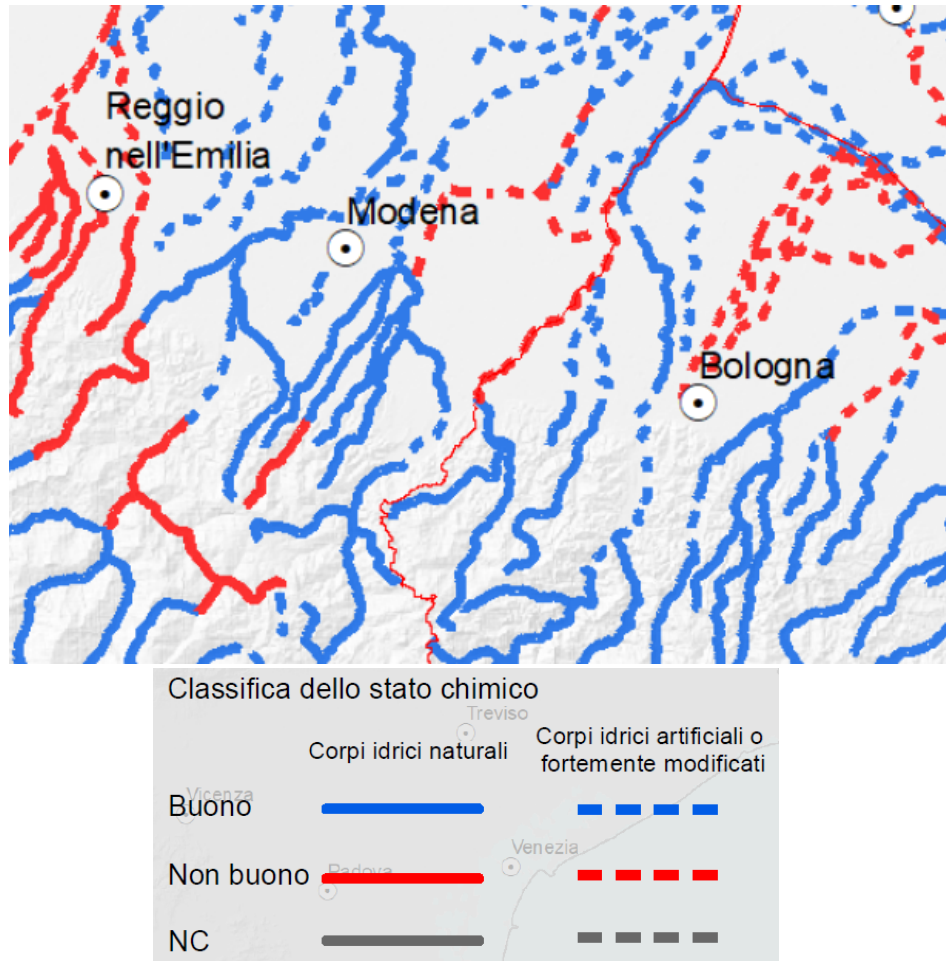 Reggio
nell'Emilia
Modena
Bologna
Classifica dello stato chimico
Treviso
Corpi idrici naturali
Corpi idrici artificiali o
fortemente modificati
Vicenza
Buono
Venezia
Padova
Non buono
NC